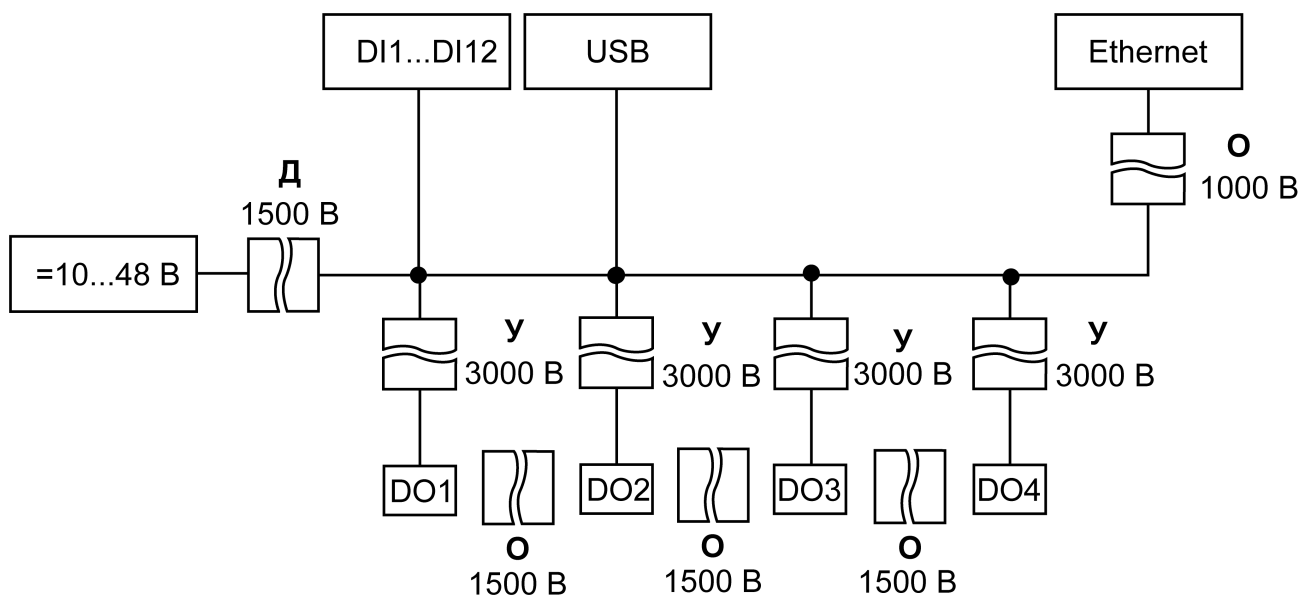 DI1...DI12
USB
Ethernet
Д
1500 В
О
1000 В
=10...48 В
У
3000 В
У
3000 В
У
3000 В
У
3000 В
DO1
DO2
DO3
DO4
О
1500 В
О
1500 В
О
1500 В